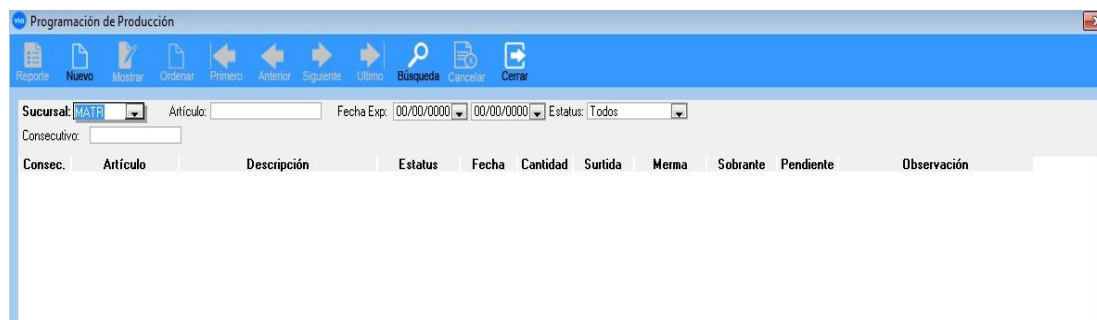 via Programación de Producción
Reporte Nuevo Mostrar Ordenar Primero Anterior Siguiente Ultimo Búsqueda Cancelar Cerrar
Sucursal: MATR Artículo: Fecha Exp: 00/00/0000 00/00/0000 Estatus: Todos
Consecutivo:
Consec. Artículo Descripción Estatus Fecha Cantidad Surtida Merma Sobrante Pendiente Observación